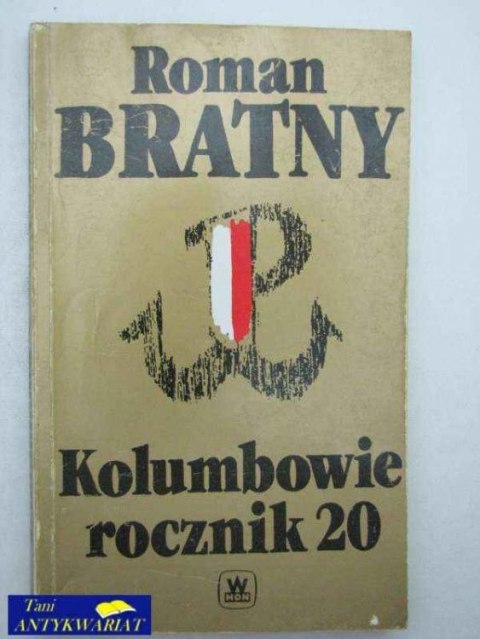 Roman
BRATNY
Kolumbowie
rocznik 20
W
MON
Tani
ANTYKWARIAT